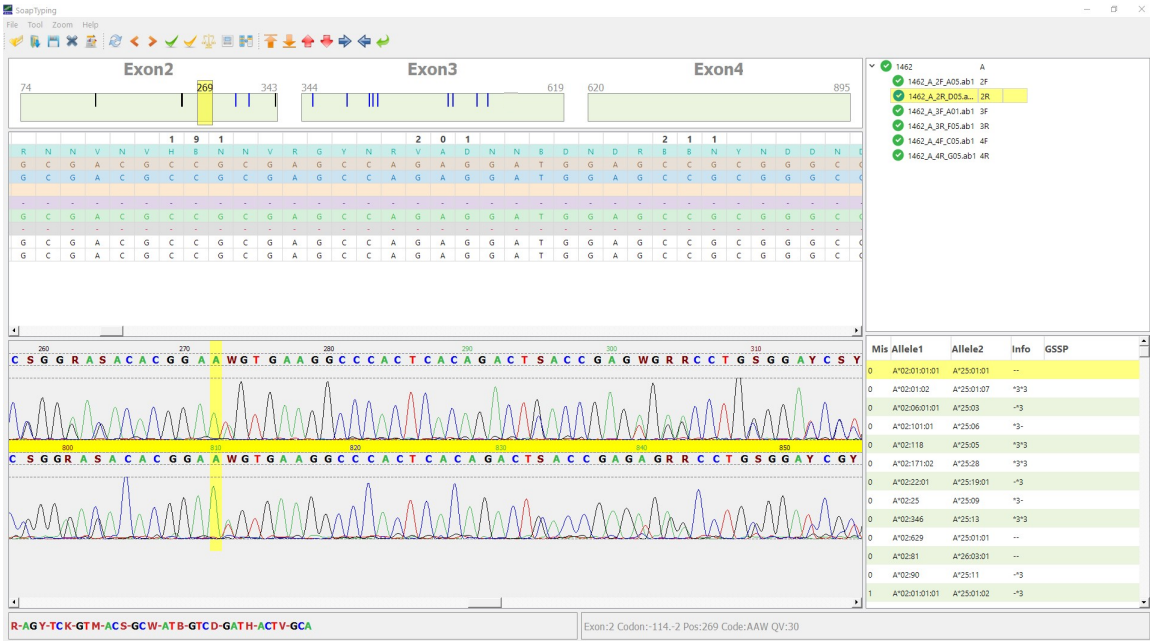 SoapTyping
File Tool Zoom Help
Exon2 Exon3 Exon4
74 269 343 344 619 620 895
1 9 1 2 0 1 2 1 1
R N N V N V H B N N V R G Y N R V A D N N B D N D R B B N Y N D D N D
G C G A C G C C G C G A G C C A G A G G A T G G A G C C G C G G G C
G C G A C G C C G C G A G C C A G A G G A T G G A G C C G C G G G C
- - - - - - - - - - - - - - - - - - - - - - - - - - - - - - - - - -
G C G A C G C C G C G A G C C A G A G G A T G G A G C C G C G G G C
- - - - - - - - - - - - - - - - - - - - - - - - - - - - - - - - - -
G C G A C G C C G C G A G C C A G A G G A T G G A G C C G C G G G C
G C G A C G C C G C G A G C C A G A G G A T G G A G C C G C G G G C
1462 A
1462_A_2F_A05.ab1 2F
1462_A_2R_D05.a... 2R
1462_A_3F_A01.ab1 3F
1462_A_3R_F05.ab1 3R
1462_A_4F_C05.ab1 4F
1462_A_4R_G05.ab1 4R
260 270 280 290 300 310
C S G G R A S A C A C G G A A W G T G A A G G C C C A C T C A C A G A C T S A C C G A G W G R R C C T G S G G A Y C S Y
800 810 820 830 840 850
C S G G R A S A C A C G G A A W G T G A A G G C C C A C T C A C A G A C T S A C C G A G A G R R C C T G S G G A Y C G Y
Mis Allele1 Allele2 Info GSSP
0 A*02:01:01:01 A*25:01:01 --
0 A*02:01:02 A*25:01:07 *3*3
0 A*02:06:01:01 A*25:03 -*3
0 A*02:101:01 A*25:06 *3-
0 A*02:118 A*25:05 *3*3
0 A*02:171:02 A*25:28 *3*3
0 A*02:22:01 A*25:19:01 -*3
0 A*02:25 A*25:09 *3-
0 A*02:346 A*25:13 *3*3
0 A*02:629 A*25:01:01 --
0 A*02:81 A*26:03:01 --
0 A*02:90 A*25:11 -*3
1 A*02:01:01:01 A*25:01:02 -*3
R-AG Y-TC K-GT M-AC S-GC W-AT B-GTC D-GAT H-ACT V-GCA
Exon:2 Codon:-114.-2 Pos:269 Code:AAW QV:30